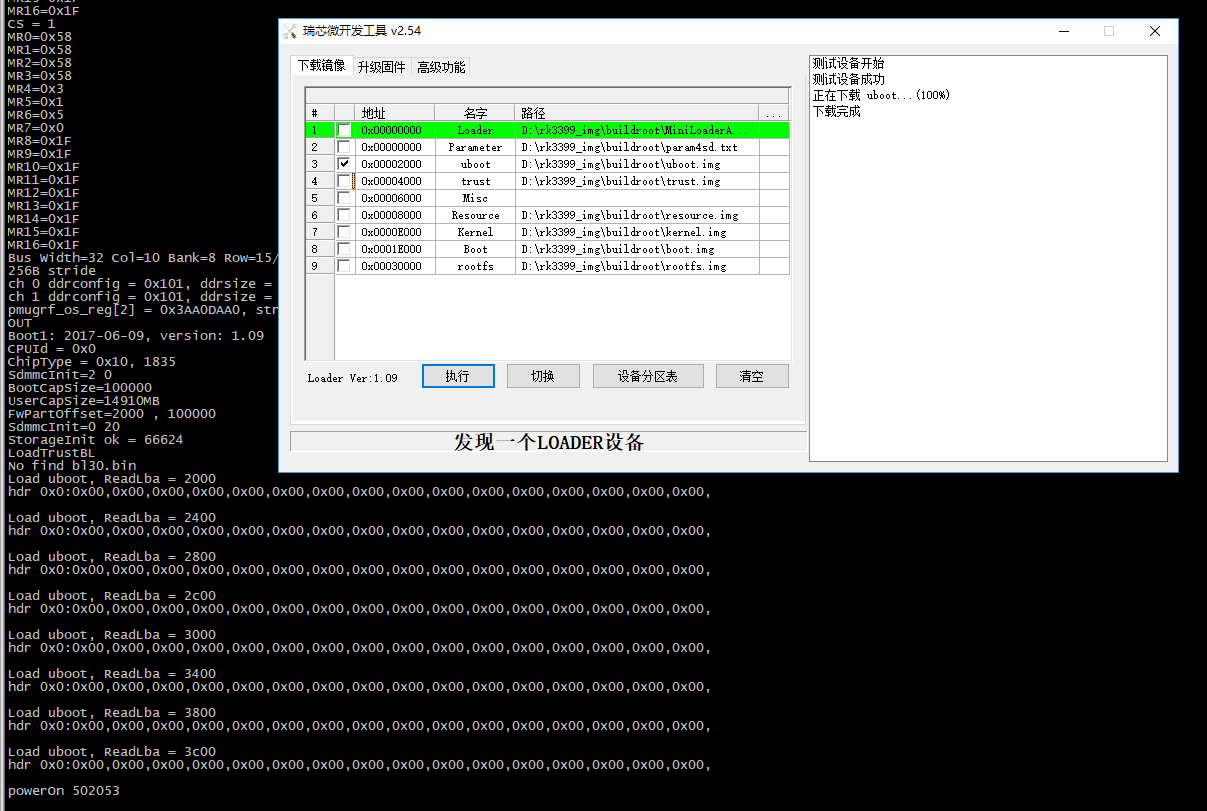 MR16=0x1F
CS = 1
MR0=0x58
MR1=0x58
MR2=0x58
MR3=0x58
MR4=0x3
MR5=0x1
MR6=0x5
MR7=0x0
MR8=0x1F
MR9=0x1F
MR10=0x1F
MR11=0x1F
MR12=0x1F
MR13=0x1F
MR14=0x1F
MR15=0x1F
MR16=0x1F
Bus Width=32 Col=10 Bank=8 Row=15/
256B stride
ch 0 ddrconfig = 0x101, ddrsize =
ch 1 ddrconfig = 0x101, ddrsize =
pmugrf_os_reg[2] = 0x3AA0DAA0, str
OUT
Boot1: 2017-06-09, version: 1.09
CPUId = 0x0
ChipType = 0x10, 1835
SdmmcInit=2 0
BootCapSize=100000
UserCapSize=14910MB
FwPartOffset=2000 , 100000
SdmmcInit=0 20
StorageInit ok = 66624
LoadTrustBL
No find bl30.bin
Load uboot, ReadLba = 2000
hdr 0x0:0x00,0x00,0x00,0x00,0x00,0x00,0x00,0x00,0x00,0x00,0x00,0x00,0x00,0x00,0x00,0x00,
Load uboot, ReadLba = 2400
hdr 0x0:0x00,0x00,0x00,0x00,0x00,0x00,0x00,0x00,0x00,0x00,0x00,0x00,0x00,0x00,0x00,0x00,
Load uboot, ReadLba = 2800
hdr 0x0:0x00,0x00,0x00,0x00,0x00,0x00,0x00,0x00,0x00,0x00,0x00,0x00,0x00,0x00,0x00,0x00,
Load uboot, ReadLba = 2c00
hdr 0x0:0x00,0x00,0x00,0x00,0x00,0x00,0x00,0x00,0x00,0x00,0x00,0x00,0x00,0x00,0x00,0x00,
Load uboot, ReadLba = 3000
hdr 0x0:0x00,0x00,0x00,0x00,0x00,0x00,0x00,0x00,0x00,0x00,0x00,0x00,0x00,0x00,0x00,0x00,
Load uboot, ReadLba = 3400
hdr 0x0:0x00,0x00,0x00,0x00,0x00,0x00,0x00,0x00,0x00,0x00,0x00,0x00,0x00,0x00,0x00,0x00,
Load uboot, ReadLba = 3800
hdr 0x0:0x00,0x00,0x00,0x00,0x00,0x00,0x00,0x00,0x00,0x00,0x00,0x00,0x00,0x00,0x00,0x00,
Load uboot, ReadLba = 3c00
hdr 0x0:0x00,0x00,0x00,0x00,0x00,0x00,0x00,0x00,0x00,0x00,0x00,0x00,0x00,0x00,0x00,0x00,
powerOn 502053
瑞芯微开发工具 v2.54
下载镜像 升级固件 高级功能
# 地址 名字 路径 ...
1 0x00000000 Loader D:\rk3399_img\buildroot\MiniLoaderA...
2 0x00000000 Parameter D:\rk3399_img\buildroot\param4sd.txt
3 0x00002000 uboot D:\rk3399_img\buildroot\uboot.img
4 0x00004000 trust D:\rk3399_img\buildroot\trust.img
5 0x00006000 Misc
6 0x00008000 Resource D:\rk3399_img\buildroot\resource.img
7 0x0000E000 Kernel D:\rk3399_img\buildroot\kernel.img
8 0x0001E000 Boot D:\rk3399_img\buildroot\boot.img
9 0x00030000 rootfs D:\rk3399_img\buildroot\rootfs.img
Loader Ver:1.09 执行 切换 设备分区表 清空
发现一个LOADER设备
测试设备开始
测试设备成功
正在下载 uboot...(100%)
下载完成